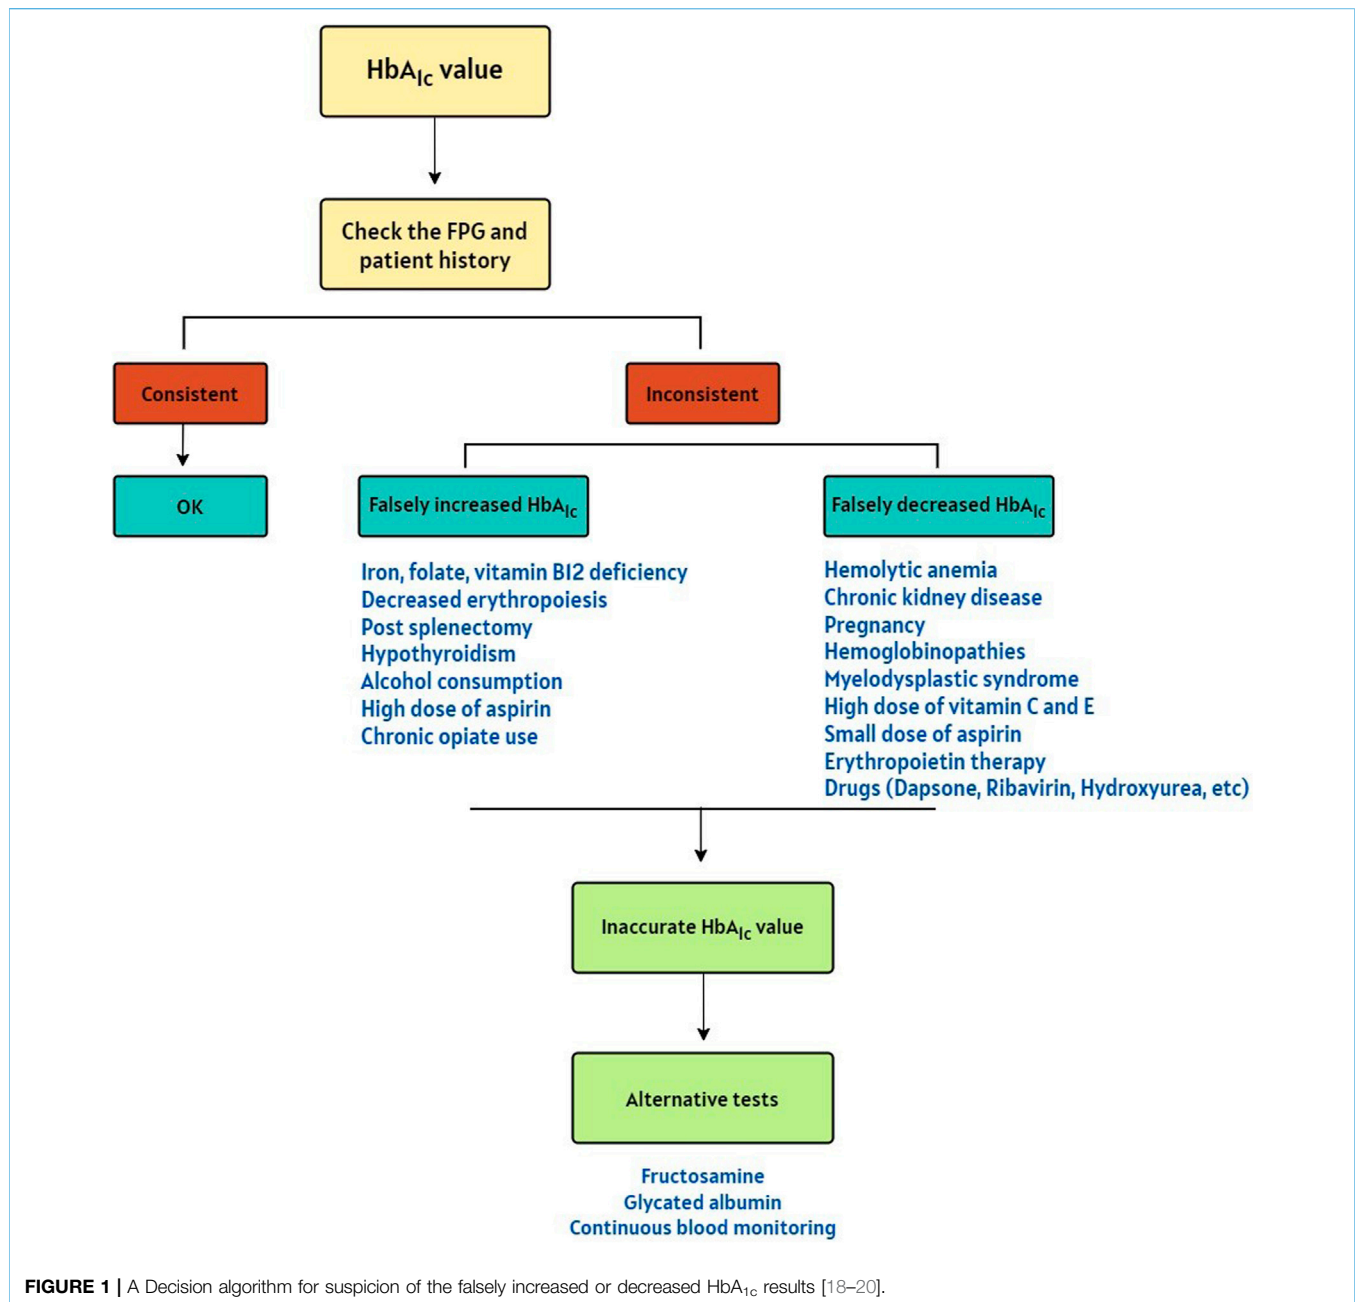 HbA1c value
Check the FPG and
patient history
Consistent
Inconsistent
OK
Falsely increased HbA1c
Falsely decreased HbA1c
Iron, folate, vitamin B12 deficiency
Decreased erythropoiesis
Post splenectomy
Hypothyroidism
Alcohol consumption
High dose of aspirin
Chronic opiate use
Hemolytic anemia
Chronic kidney disease
Pregnancy
Hemoglobinopathies
Myelodysplastic syndrome
High dose of vitamin C and E
Small dose of aspirin
Erythropoietin therapy
Drugs (Dapsone, Ribavirin, Hydroxyurea, etc)
Inaccurate HbA1c value
Alternative tests
Fructosamine
Glycated albumin
Continuous blood monitoring
FIGURE 1 | A Decision algorithm for suspicion of the falsely increased or decreased HbA1c results [18–20].